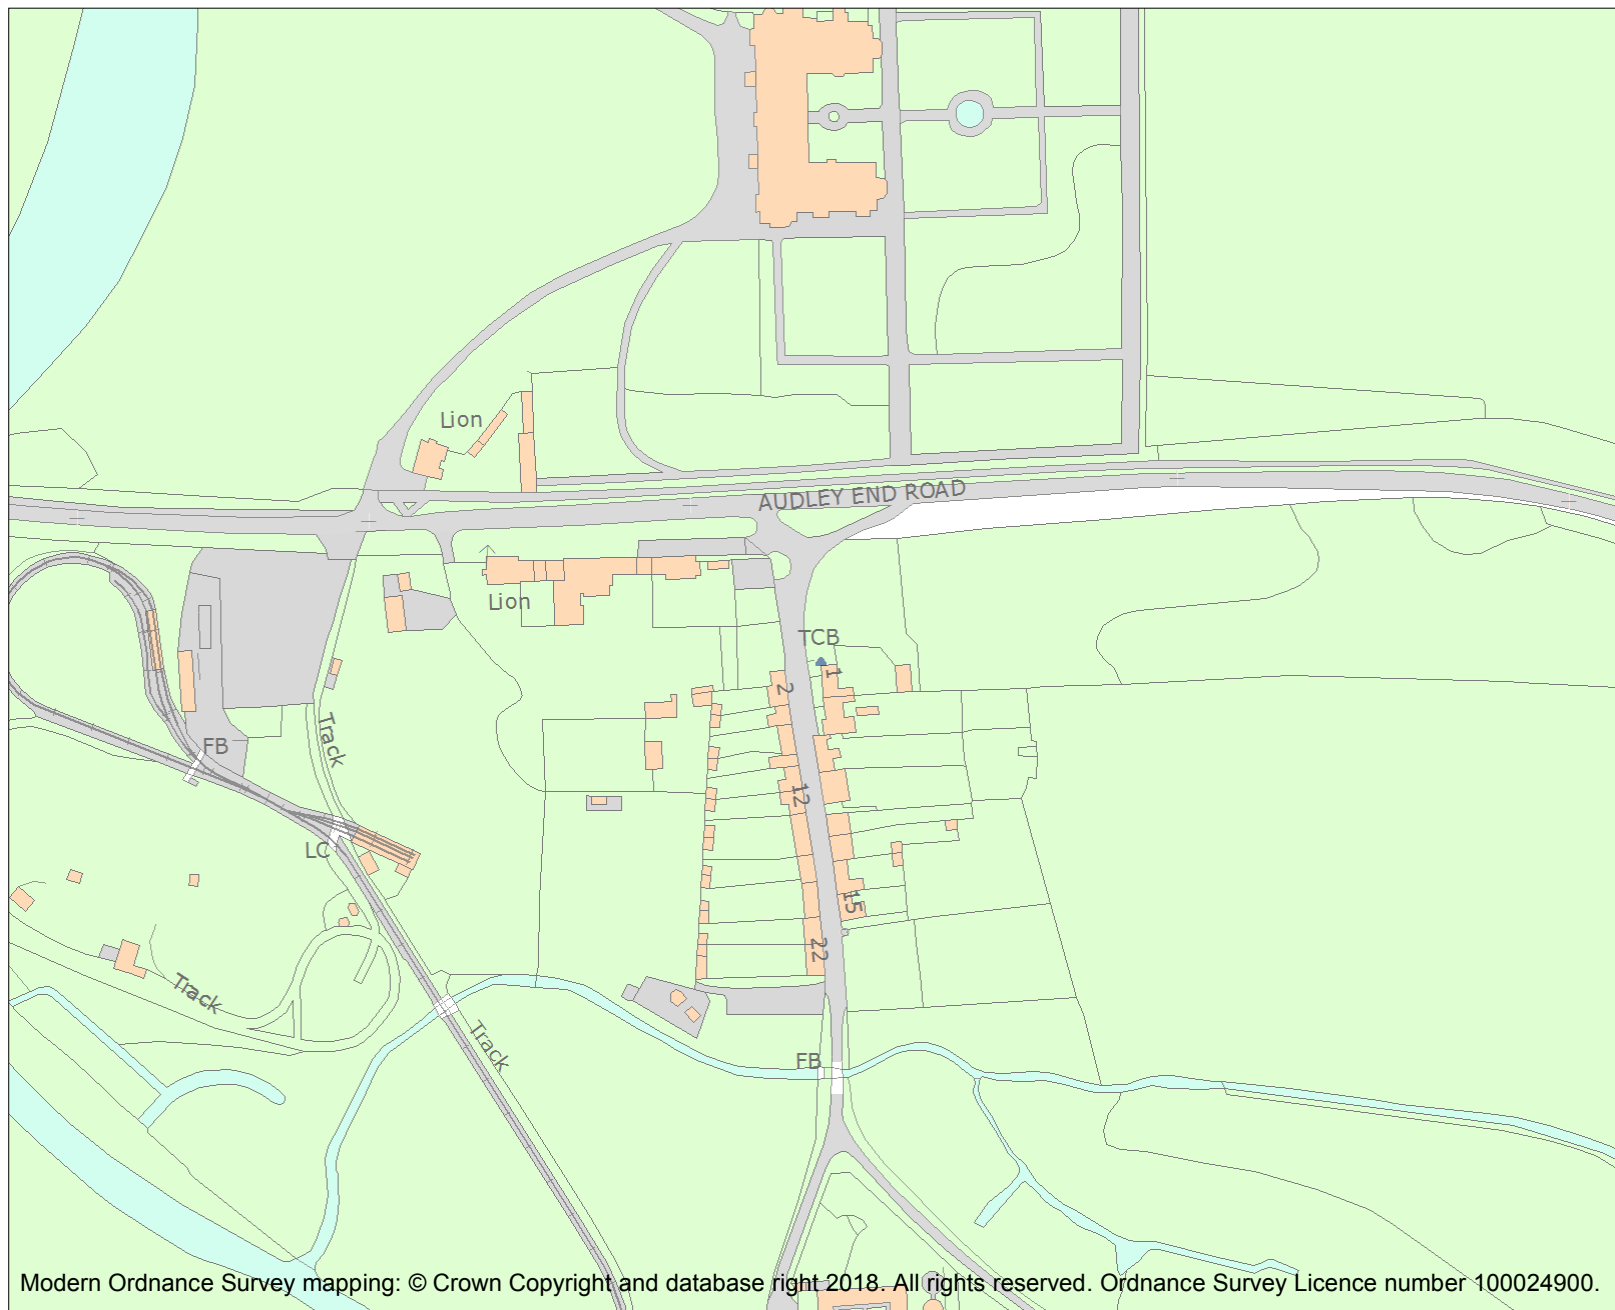 Lion
AUDLEY END ROAD
Lion
TCB
1
2
Track
FB
12
LC
15
22
Track
Track
FB
Modern Ordnance Survey mapping: © Crown Copyright and database right 2018. All rights reserved. Ordnance Survey Licence number 100024900.